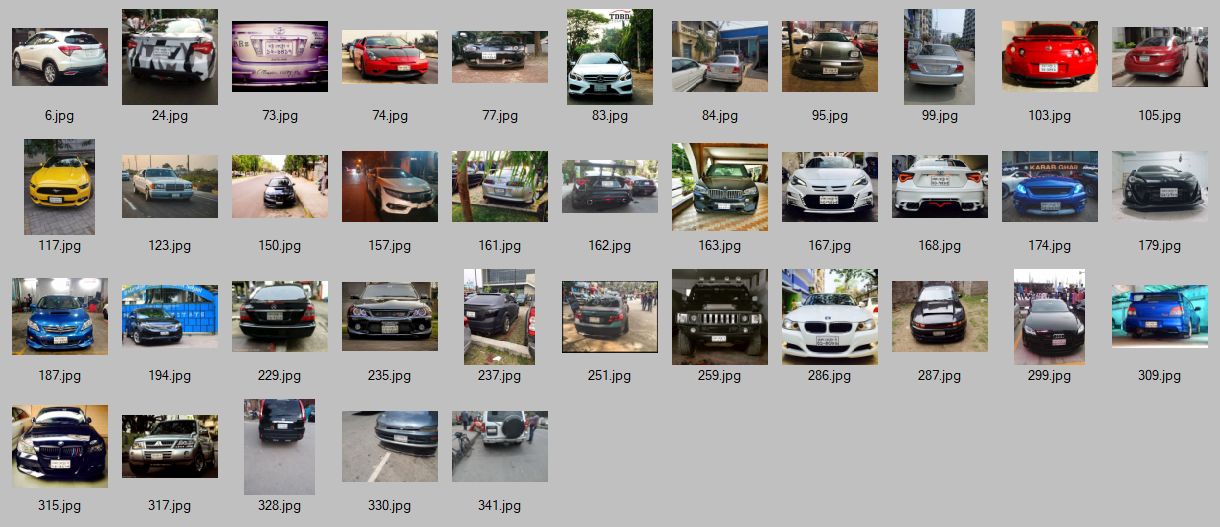 TDRD
6.jpg 24.jpg 73.jpg 74.jpg 77.jpg 83.jpg 84.jpg 95.jpg 99.jpg 103.jpg 105.jpg
KABAB GHAR
117.jpg 123.jpg 150.jpg 157.jpg 161.jpg 162.jpg 163.jpg 167.jpg 168.jpg 174.jpg 179.jpg
187.jpg 194.jpg 229.jpg 235.jpg 237.jpg 251.jpg 259.jpg 286.jpg 287.jpg 299.jpg 309.jpg
315.jpg 317.jpg 328.jpg 330.jpg 341.jpg